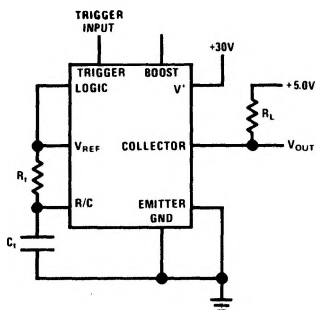 TRIGGER
INPUT
+30V
TRIGGER BOOST
LOGIC
V+
+5.0V
RL
VREF
COLLECTOR
VOUT
Rt
R/C
EMITTER
GND
Ct